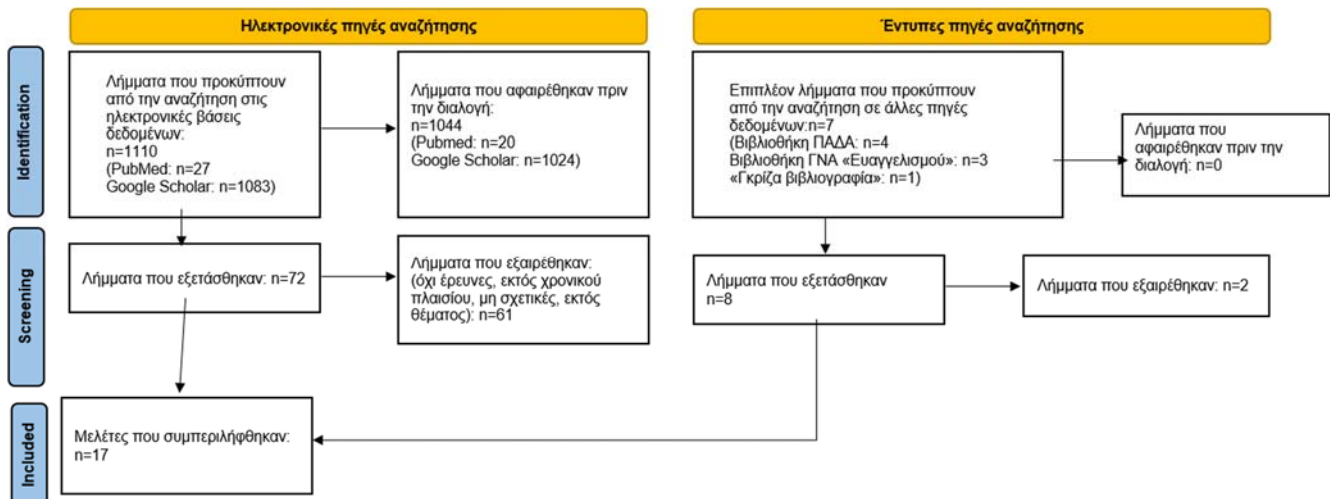 Ηλεκτρονικές πηγές αναζήτησης
Έντυπες πηγές αναζήτησης
Identification
Λήμματα που προκύπτουν
από την αναζήτηση στις
ηλεκτρονικές βάσεις
δεδομένων:
n=1110
(PubMed: n=27
Google Scholar: n=1083)
Λήμματα που αφαιρέθηκαν πριν
την διαλογή:
n=1044
(Pubmed: n=20
Google Scholar: n=1024)
Επιπλέον λήμματα που προκύπτουν
από την αναζήτηση σε άλλες πηγές
δεδομένων:n=7
(Βιβλιοθήκη ΠΑΔΑ: n=4
Βιβλιοθήκη ΓΝΑ «Ευαγγελισμού»: n=3
«Γκρίζα βιβλιογραφία»: n=1)
Λήμματα που
αφαιρέθηκαν πριν την
διαλογή: n=0
Screening
Λήμματα που εξετάσθηκαν: n=72
Λήμματα που εξαιρέθηκαν:
(όχι έρευνες, εκτός χρονικού
πλαισίου, μη σχετικές, εκτός
θέματος): n=61
Λήμματα που εξετάσθηκαν
n=8
Λήμματα που εξαιρέθηκαν: n=2
Included
Μελέτες που συμπεριλήφθηκαν:
n=17